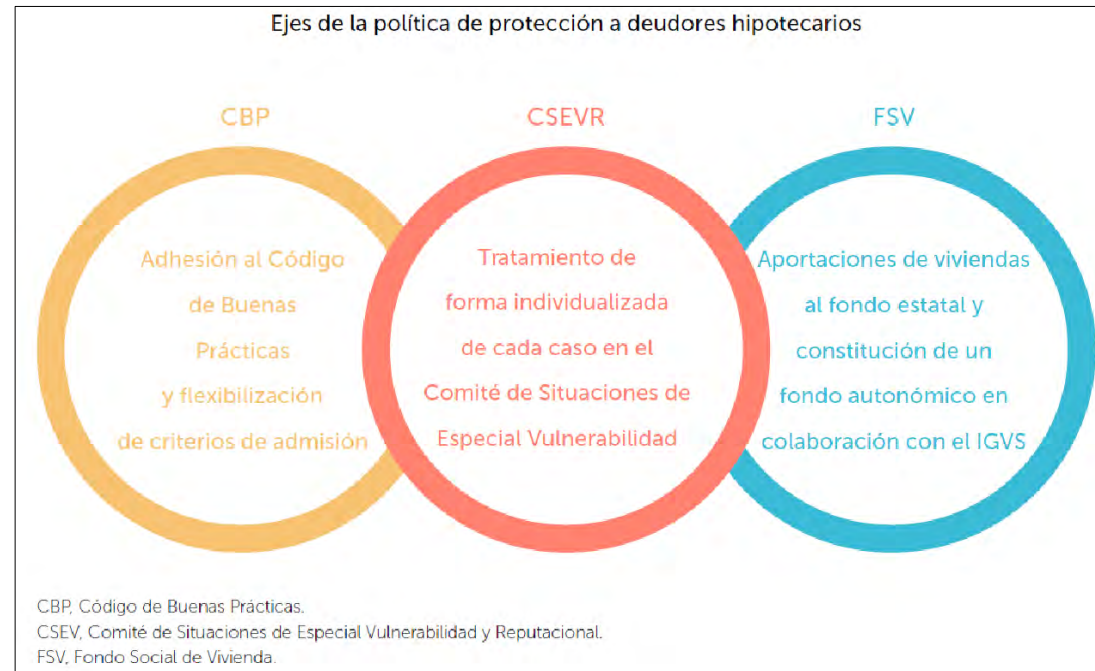 Ejes de la política de protección a deudores hipotecarios
CBP
Adhesión al Código
de Buenas
Prácticas
y flexibilización
de criterios de admisión
CSEVR
Tratamiento de
forma individualizada
de cada caso en el
Comité de Situaciones de
Especial Vulnerabilidad
FSV
Aportaciones de viviendas
al fondo estatal y
constitución de un
fondo autonómico en
colaboración con el IGVS
CBP, Código de Buenas Prácticas.
CSEV, Comité de Situaciones de Especial Vulnerabilidad y Reputacional.
FSV, Fondo Social de Vivienda.